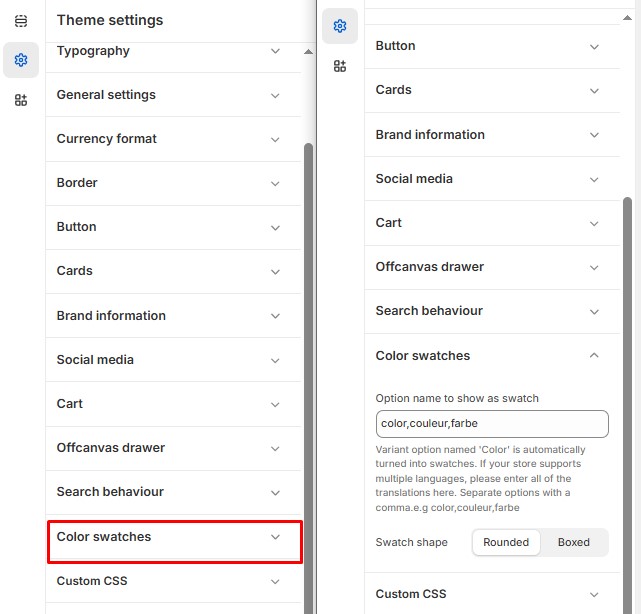 Theme settings
Typography
General settings
Currency format
Border
Button
Cards
Brand information
Social media
Cart
Offcanvas drawer
Search behaviour
Color swatches
Custom CSS
Button
Cards
Brand information
Social media
Cart
Offcanvas drawer
Search behaviour
Color swatches
Option name to show as swatch
color,couleur,farbe
Variant option named 'Color' is automatically
turned into swatches. If your store supports
multiple languages, please enter all of the
translations here. Separate options with a
comma.e.g color,couleur,farbe
Swatch shape Rounded Boxed
Custom CSS